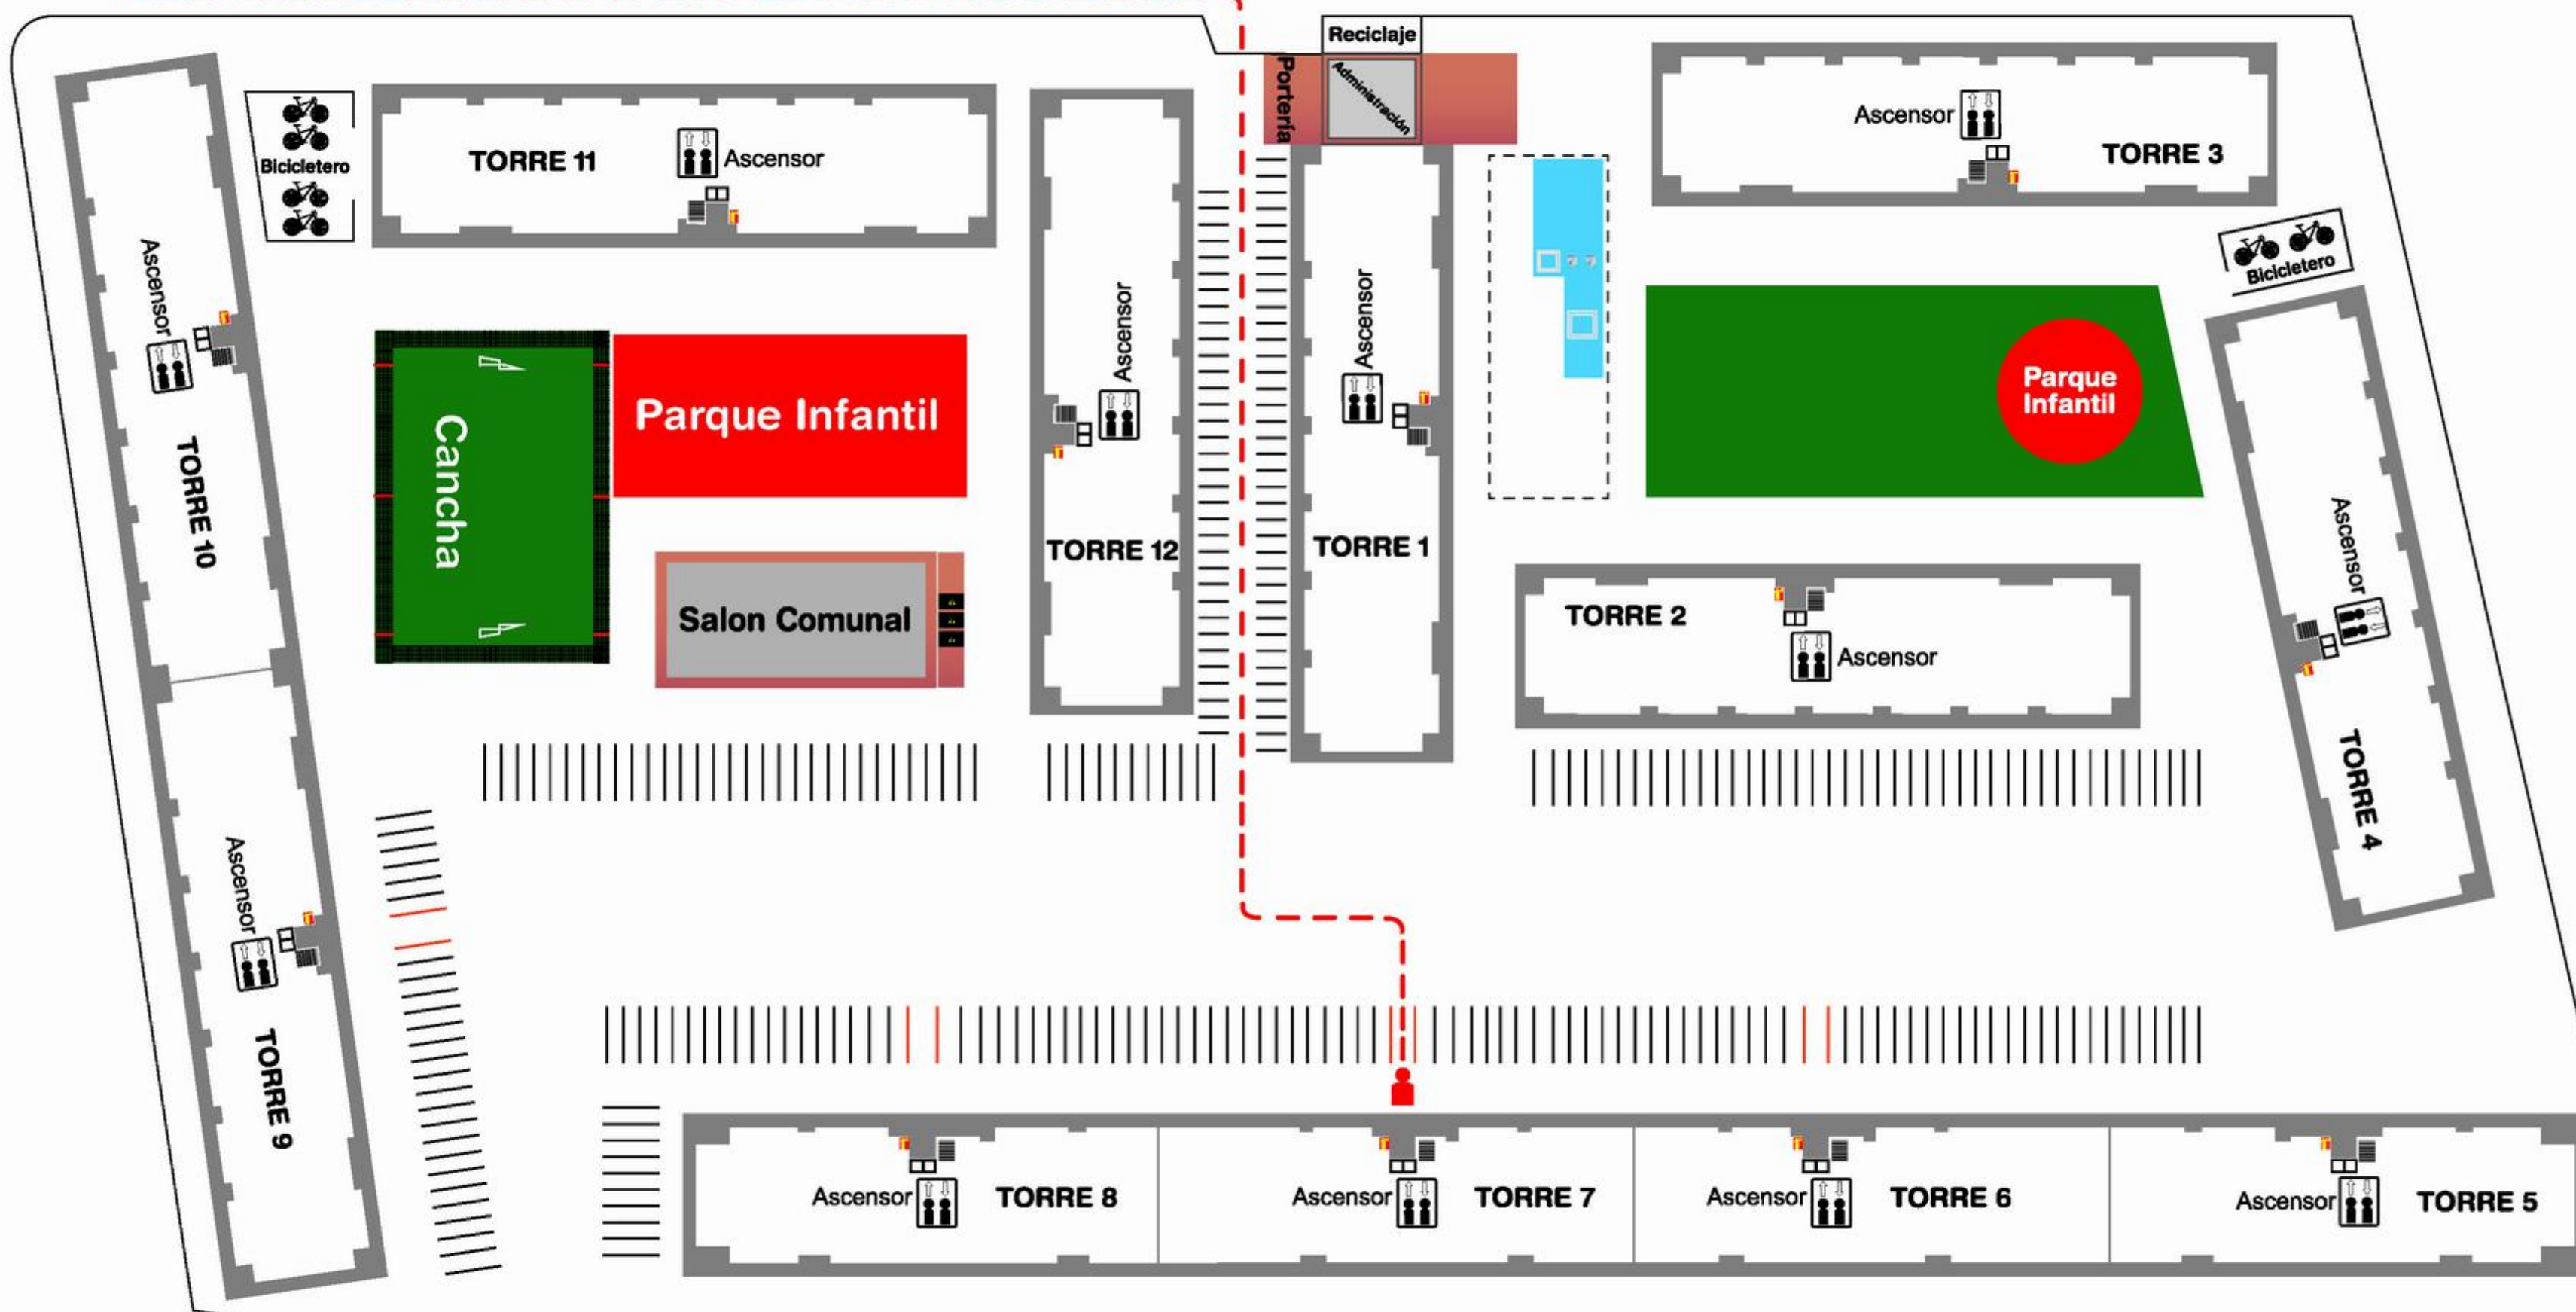 Reciclaje
Portería
Administración
Ascensor
TORRE 3
Bicicletero
TORRE 11
Ascensor
Ascensor
TORRE 10
Cancha
Parque Infantil
Salon Comunal
Ascensor
TORRE 12
Ascensor
TORRE 1
Bicicletero
Parque
Infantil
TORRE 2
Ascensor
Ascensor
TORRE 4
Ascensor
TORRE 9
Ascensor
TORRE 8
Ascensor
TORRE 7
Ascensor
TORRE 6
Ascensor
TORRE 5